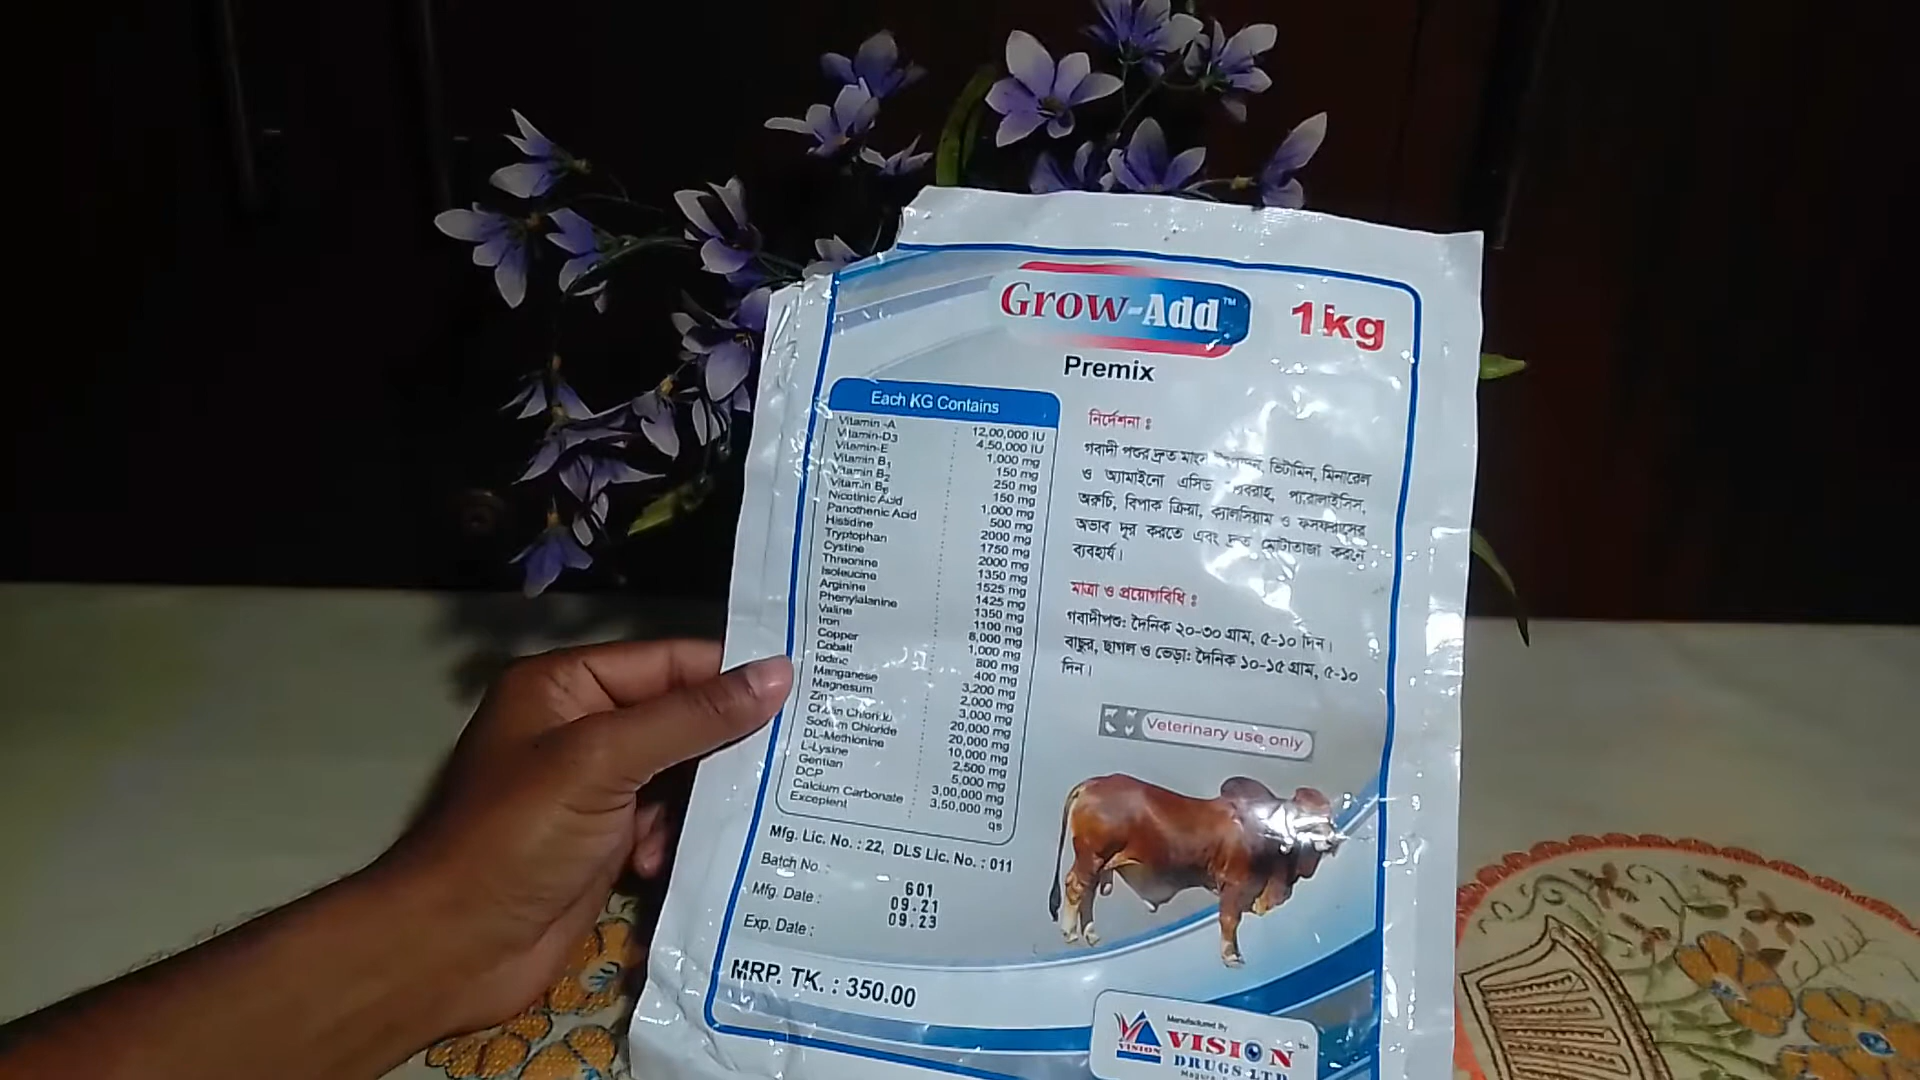 Grow-Add™ 1kg
Premix
Each KG Contains
Vitamin -A : 12,00,000 IU
Vitamin-D3 : 4,50,000 IU
Vitamin-E : 1,000 mg
Vitamin B1 : 150 mg
Vitamin B2 : 250 mg
Vitamin B6 : 150 mg
Nicotinic Acid : 1,000 mg
Panothenic Acid : 500 mg
Histidine : 2000 mg
Tryptophan : 1750 mg
Cystine : 2000 mg
Threonine : 1350 mg
Isoleucine : 1525 mg
Arginine : 1425 mg
Phenylalanine : 1350 mg
Valine : 1100 mg
Iron : 8,000 mg
Copper : 1,000 mg
Cobalt : 800 mg
Iodine : 400 mg
Manganese : 3,200 mg
Magnesum : 2,000 mg
3,000 mg
Chloride : 20,000 mg
Sodium Chloride : 20,000 mg
DL-Methionine : 10,000 mg
L-Lysine : 2,500 mg
Gentian : 5,000 mg
DCP : 3,00,000 mg
Calcium Carbonate : 3,50,000 mg
Excepient : qs
Mfg. Lic. No. : 22, DLS Lic. No. : 011
Batch No. : 601
Mfg. Date : 09.21
Exp. Date : 09.23
MRP. TK. : 350.00
নির্দেশনা :
গবাদী পশুর দ্রুত মাংস ভিটামিন, মিনারেল
ও অ্যামাইনো এসিড প্যারালাইসিস,
অরুচি, বিপাক ক্রিয়া, ক্যালসিয়াম ও ফসফরাসের
অভাব দূর করতে এবং দ্রুত মোটাতাজা করনে
ব্যবহার্য।
মাত্রা ও প্রয়োগবিধি :
গবাদীপশু: দৈনিক ২০-৩০ গ্রাম, ৫-১০ দিন।
বাছুর, ছাগল ও ভেড়া: দৈনিক ১০-১৫ গ্রাম, ৫-১০
দিন।
Veterinary use only
Manufactured By
VISION™
VISION
DRUGS LTD